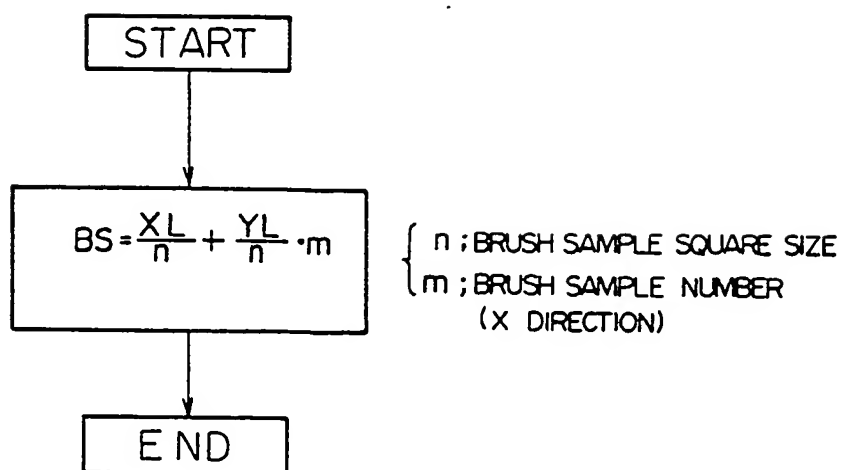 START
BS = XL/n + YL/n ·m
n ; BRUSH SAMPLE SQUARE SIZE
m ; BRUSH SAMPLE NUMBER
(X DIRECTION)
END